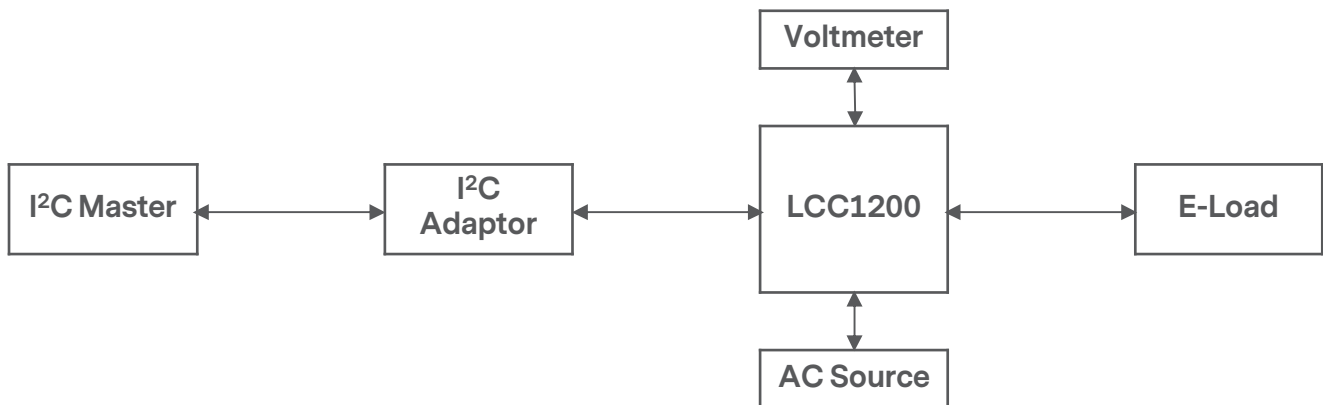 Voltmeter
I²C Master
I²C
Adaptor
LCC1200
E-Load
AC Source